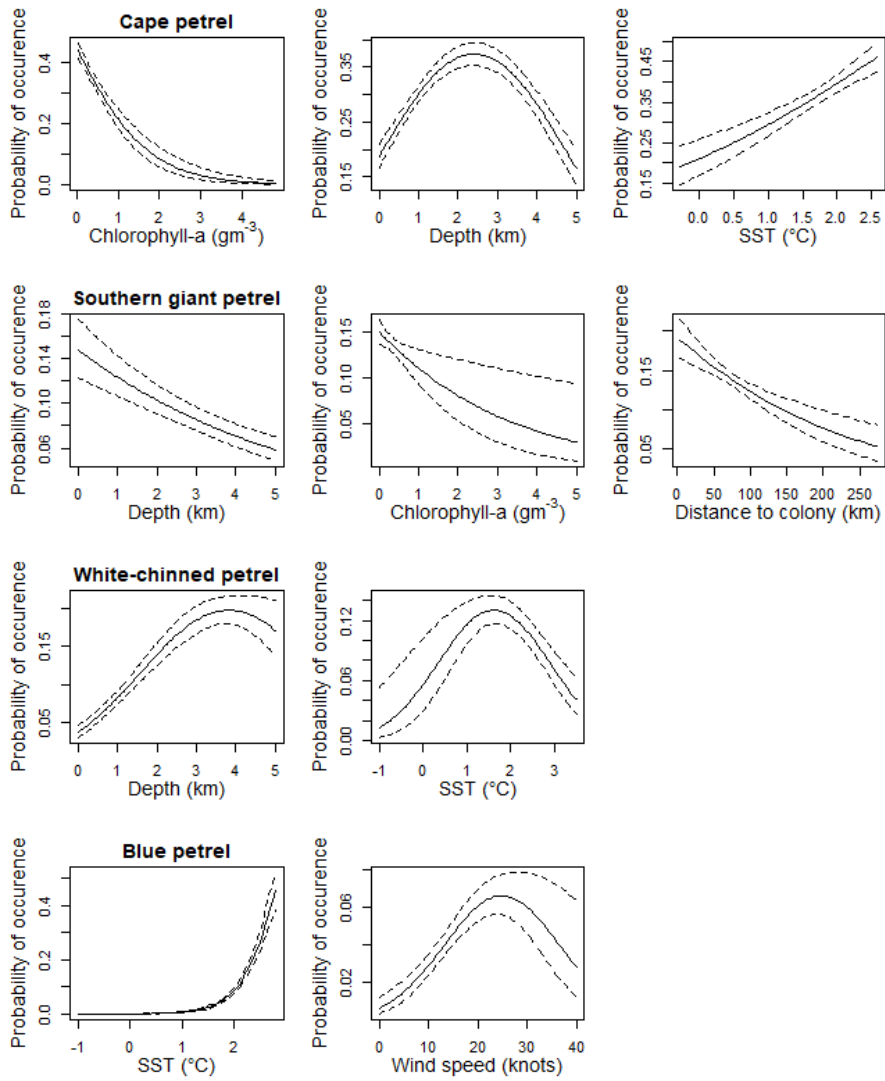 Cape petrel
Probability of occurence
0.0 0.2 0.4
0 1 2 3 4
Chlorophyll-a (gm-3)
Probability of occurence
0.15 0.25 0.35
0 1 2 3 4 5
Depth (km)
Probability of occurence
0.15 0.25 0.35 0.45
0.0 0.5 1.0 1.5 2.0 2.5
SST (°C)
Southern giant petrel
Probability of occurence
0.06 0.10 0.14 0.18
0 1 2 3 4 5
Depth (km)
Probability of occurence
0.05 0.10 0.15
0 1 2 3 4 5
Chlorophyll-a (gm-3)
Probability of occurence
0.05 0.15
0 50 100 150 200 250
Distance to colony (km)
White-chinned petrel
Probability of occurence
0.05 0.15
0 1 2 3 4 5
Depth (km)
Probability of occurence
0.00 0.06 0.12
-1 0 1 2 3
SST (°C)
Blue petrel
Probability of occurence
0.0 0.2 0.4
-1 0 1 2
SST (°C)
Probability of occurence
0.02 0.06
0 10 20 30 40
Wind speed (knots)